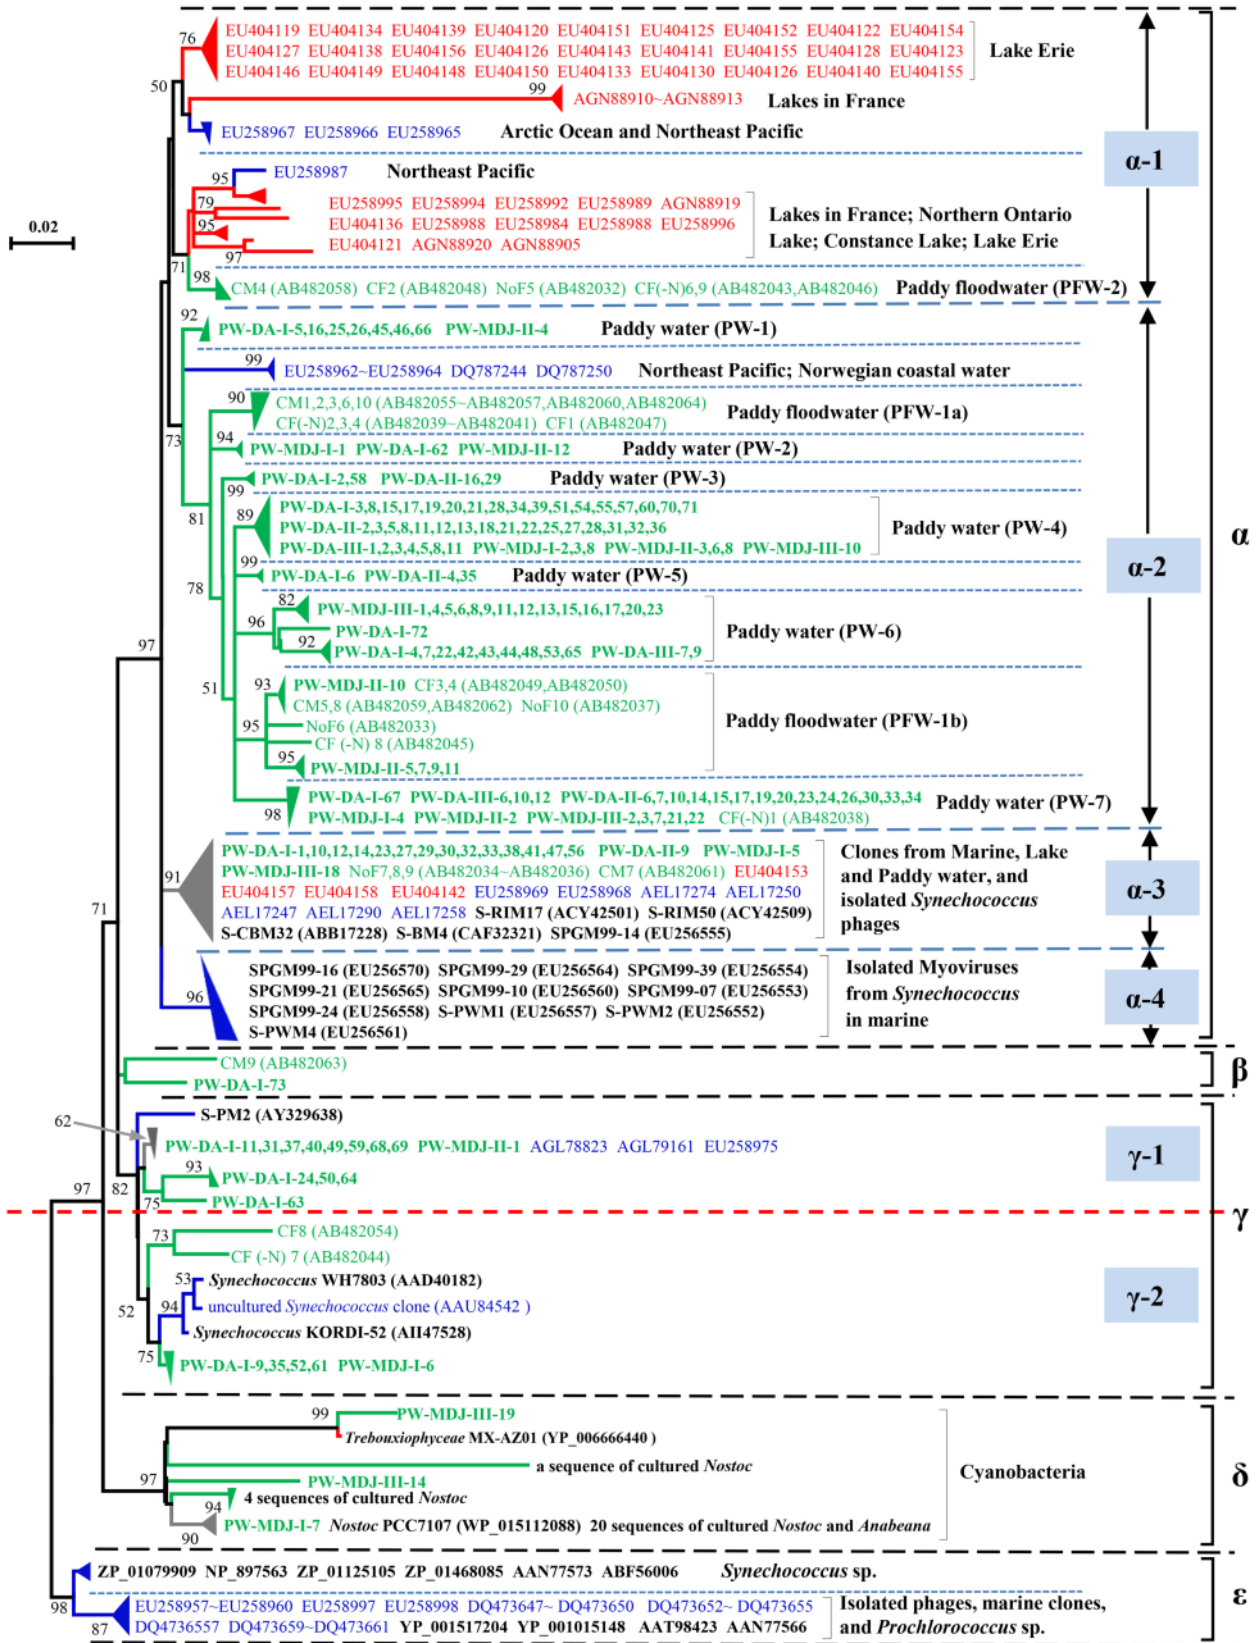 76 EU404119 EU404134 EU404139 EU404120 EU404151 EU404125 EU404152 EU404122 EU404154
EU404127 EU404138 EU404156 EU404126 EU404143 EU404141 EU404155 EU404128 EU404123
EU404146 EU404149 EU404148 EU404150 EU404133 EU404130 EU404126 EU404140 EU404155
Lake Erie
50
99 AGN88910~AGN88913 Lakes in France
EU258967 EU258966 EU258965 Arctic Ocean and Northeast Pacific
α-1
95 EU258987 Northeast Pacific
79 EU258995 EU258994 EU258992 EU258989 AGN88919
95 EU404136 EU258988 EU258984 EU258988 EU258996
97 EU404121 AGN88920 AGN88905
Lakes in France; Northern Ontario
Lake; Constance Lake; Lake Erie
0.02
71
98 CM4 (AB482058) CF2 (AB482048) NoF5 (AB482032) CF(-N)6,9 (AB482043,AB482046) Paddy floodwater (PFW-2)
92 PW-DA-I-5,16,25,26,45,46,66 PW-MDJ-II-4 Paddy water (PW-1)
99 EU258962~EU258964 DQ787244 DQ787250 Northeast Pacific; Norwegian coastal water
90 CM1,2,3,6,10 (AB482055~AB482057,AB482060,AB482064)
CF(-N)2,3,4 (AB482039~AB482041) CF1 (AB482047)
Paddy floodwater (PFW-1a)
73
94 PW-MDJ-I-1 PW-DA-I-62 PW-MDJ-II-12 Paddy water (PW-2)
99 PW-DA-I-2,58 PW-DA-II-16,29 Paddy water (PW-3)
81
89 PW-DA-I-3,8,15,17,19,20,21,28,34,39,51,54,55,57,60,70,71
PW-DA-II-2,3,5,8,11,12,13,18,21,22,25,27,28,31,32,36
PW-DA-III-1,2,3,4,5,8,11 PW-MDJ-I-2,3,8 PW-MDJ-II-3,6,8 PW-MDJ-III-10
Paddy water (PW-4)
α
α-2
99 PW-DA-I-6 PW-DA-II-4,35 Paddy water (PW-5)
78
82 PW-MDJ-III-1,4,5,6,8,9,11,12,13,15,16,17,20,23
96 PW-DA-I-72
92 PW-DA-I-4,7,22,42,43,44,48,53,65 PW-DA-III-7,9
Paddy water (PW-6)
97
51
93 PW-MDJ-II-10 CF3,4 (AB482049,AB482050)
CM5,8 (AB482059,AB482062) NoF10 (AB482037)
95 NoF6 (AB482033)
CF (-N) 8 (AB482045)
95 PW-MDJ-II-5,7,9,11
Paddy floodwater (PFW-1b)
98 PW-DA-I-67 PW-DA-III-6,10,12 PW-DA-II-6,7,10,14,15,17,19,20,23,24,26,30,33,34
PW-MDJ-I-4 PW-MDJ-II-2 PW-MDJ-III-2,3,7,21,22 CF(-N)1 (AB482038)
Paddy water (PW-7)
91 PW-DA-I-1,10,12,14,23,27,29,30,32,33,38,41,47,56 PW-DA-II-9 PW-MDJ-I-5
PW-MDJ-III-18 NoF7,8,9 (AB482034~AB482036) CM7 (AB482061) EU404153
EU404157 EU404158 EU404142 EU258969 EU258968 AEL17274 AEL17250
AEL17247 AEL17290 AEL17258 S-RIM17 (ACY42501) S-RIM50 (ACY42509)
S-CBM32 (ABB17228) S-BM4 (CAF32321) SPGM99-14 (EU256555)
Clones from Marine, Lake
and Paddy water, and
isolated Synechococcus
phages
α-3
71
96 SPGM99-16 (EU256570) SPGM99-29 (EU256564) SPGM99-39 (EU256554)
SPGM99-21 (EU256565) SPGM99-10 (EU256560) SPGM99-07 (EU256553)
SPGM99-24 (EU256558) S-PWM1 (EU256557) S-PWM2 (EU256552)
S-PWM4 (EU256561)
Isolated Myoviruses
from Synechococcus
in marine
α-4
CM9 (AB482063)
PW-DA-I-73
β
S-PM2 (AY329638)
62 PW-DA-I-11,31,37,40,49,59,68,69 PW-MDJ-II-1 AGL78823 AGL79161 EU258975
93 PW-DA-I-24,50,64
75 PW-DA-I-63
γ-1
97 82
γ
73 CF8 (AB482054)
CF (-N) 7 (AB482044)
53 Synechococcus WH7803 (AAD40182)
94 uncultured Synechococcus clone (AAU84542 )
Synechococcus KORDI-52 (AII47528)
52
75 PW-DA-I-9,35,52,61 PW-MDJ-I-6
γ-2
99 PW-MDJ-III-19
Trebouxiophyceae MX-AZ01 (YP_006666440 )
a sequence of cultured Nostoc
97 PW-MDJ-III-14
94 4 sequences of cultured Nostoc
90 PW-MDJ-I-7 Nostoc PCC7107 (WP_015112088) 20 sequences of cultured Nostoc and Anabeana
Cyanobacteria
δ
ZP_01079909 NP_897563 ZP_01125105 ZP_01468085 AAN77573 ABF56006 Synechococcus sp.
98
87 EU258957~EU258960 EU258997 EU258998 DQ473647~ DQ473650 DQ473652~ DQ473655
DQ4736557 DQ473659~DQ473661 YP_001517204 YP_001015148 AAT98423 AAN77566
Isolated phages, marine clones,
and Prochlorococcus sp.
ε